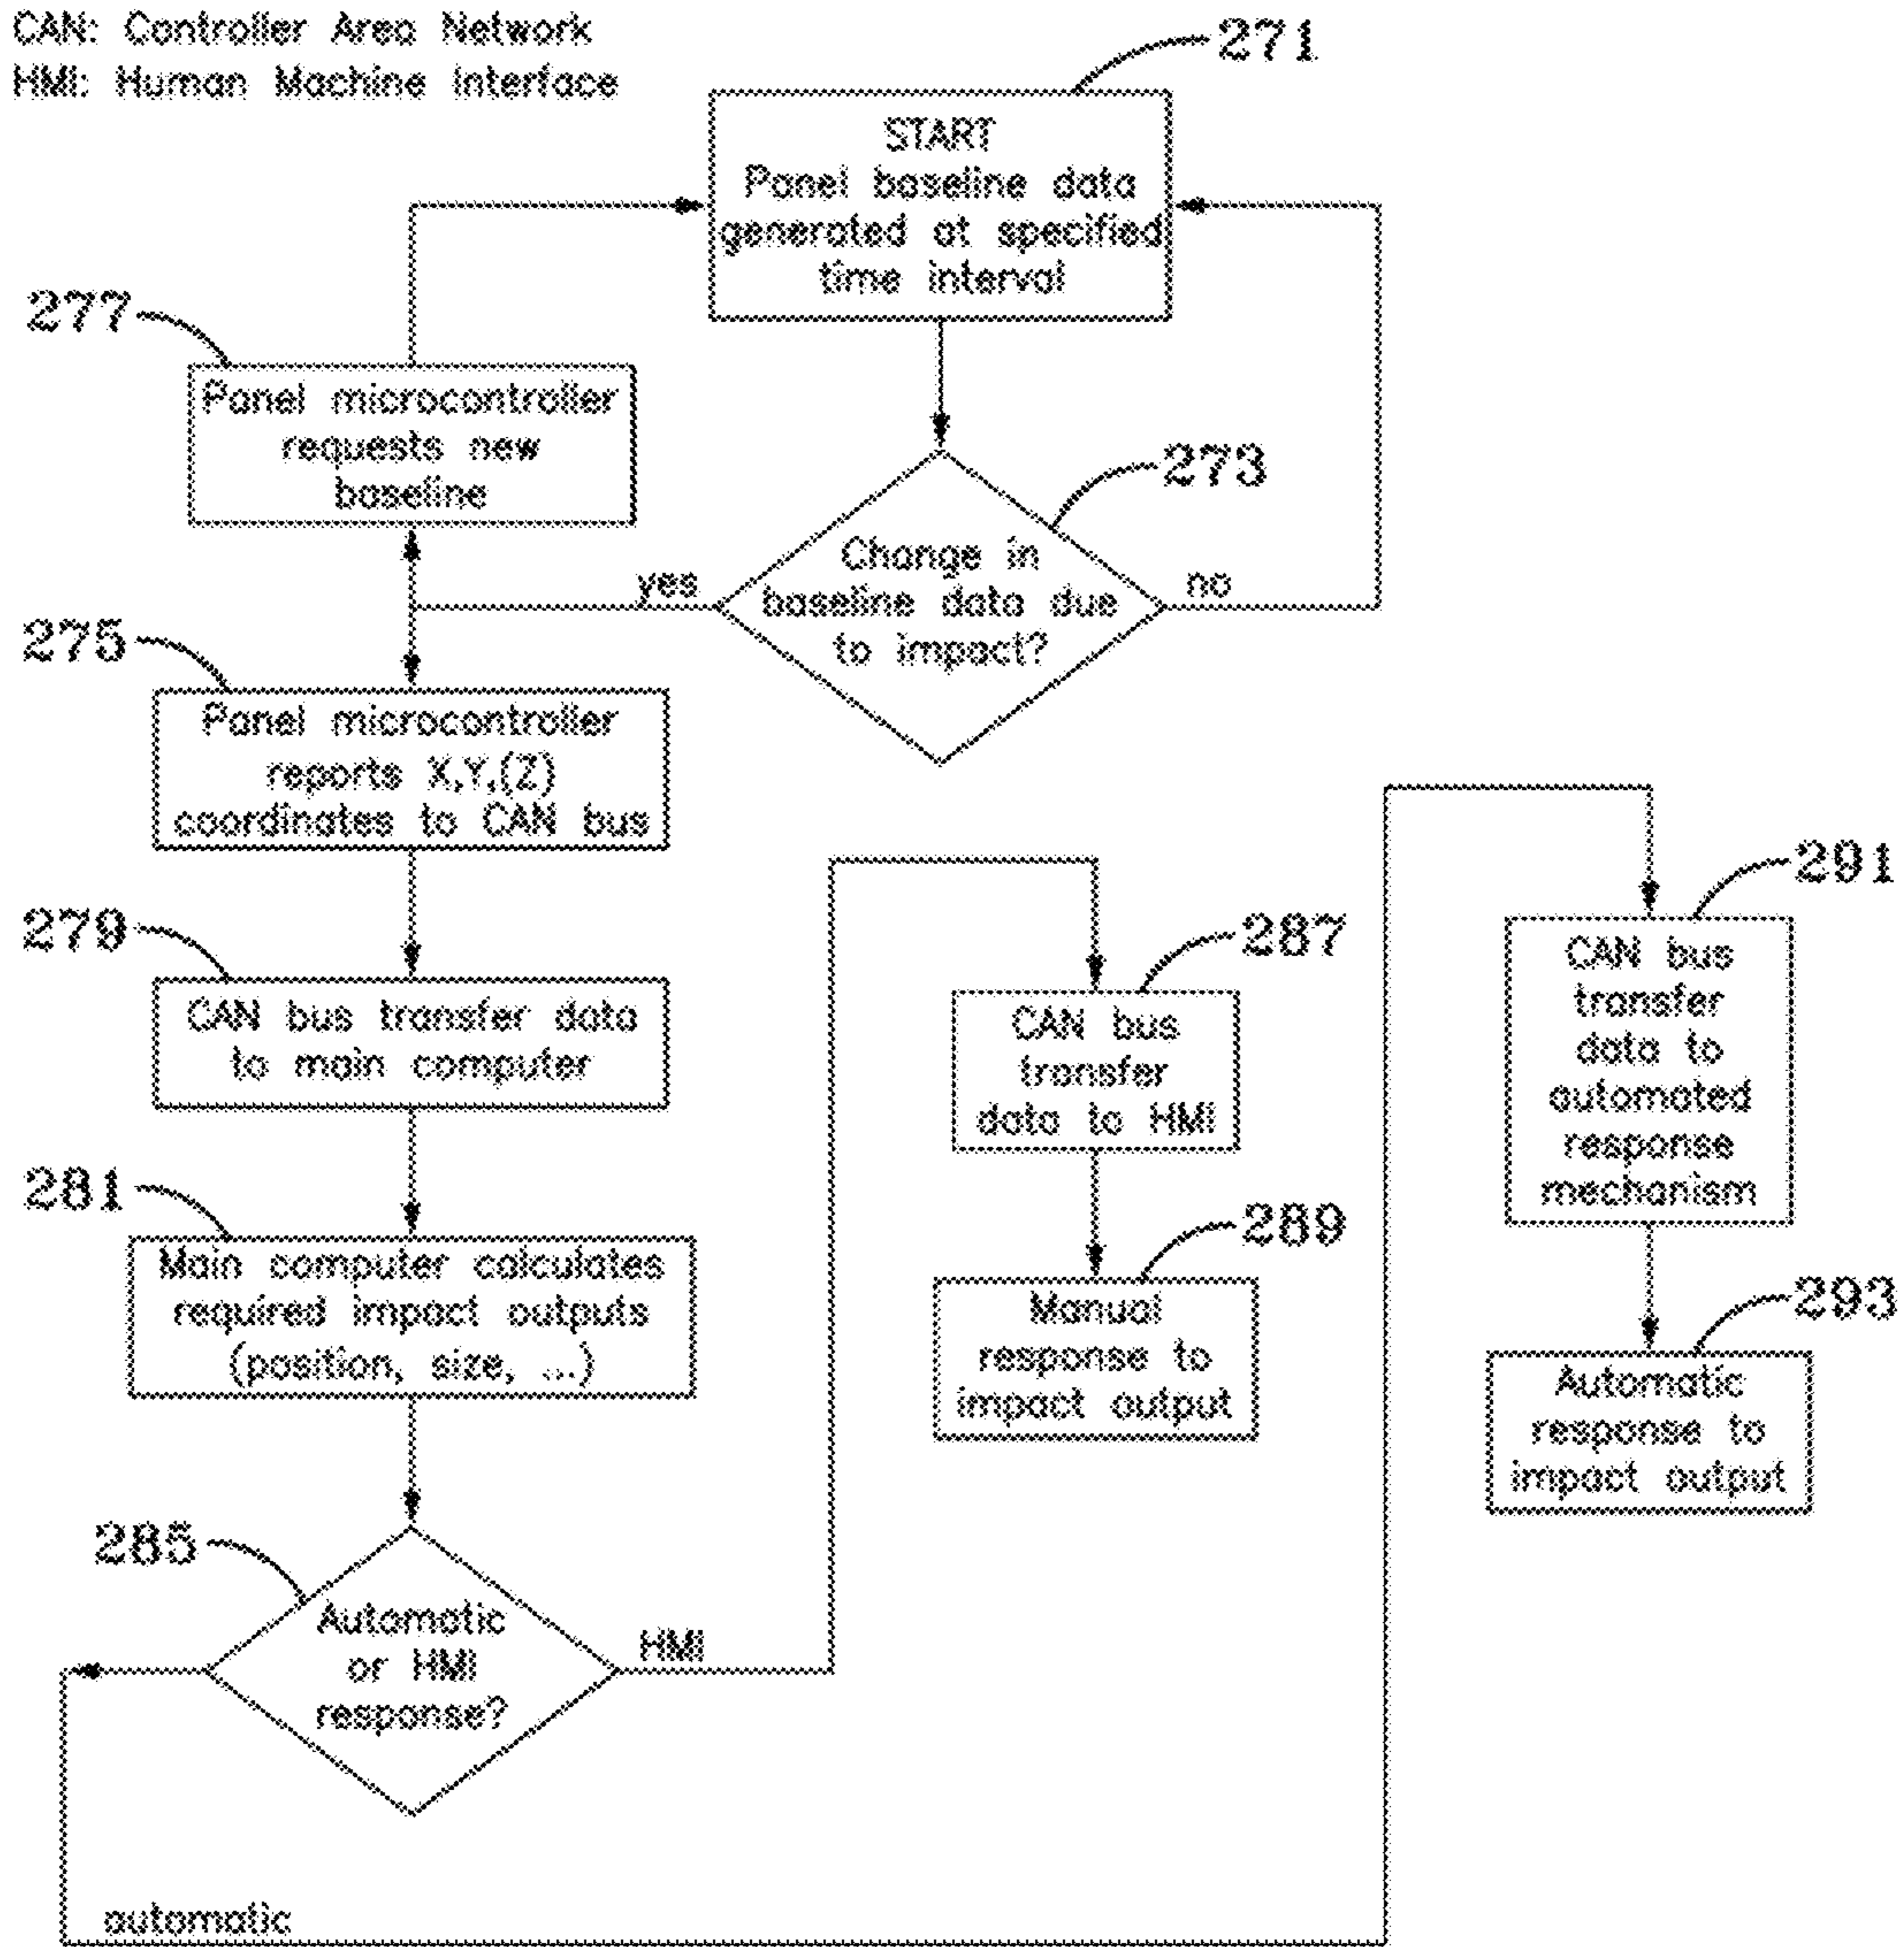 CAN: Controller Area Network
HMI: Human Machine Interface
271
START
Panel baseline data
generated at specified
time interval
277
Panel microcontroller
requests new
baseline
273
Change in
baseline data due
to impact?
yes
no
275
Panel microcontroller
reports X,Y,(Z)
coordinates to CAN bus
279
CAN bus transfer data
to main computer
281
Main computer calculates
required impact outputs
(position, size, ...)
285
Automatic
or HMI
response?
HMI
automatic
287
CAN bus
transfer
data to HMI
289
Manual
response to
impact output
291
CAN bus
transfer
data to
automated
response
mechanism
293
Automatic
response to
impact output